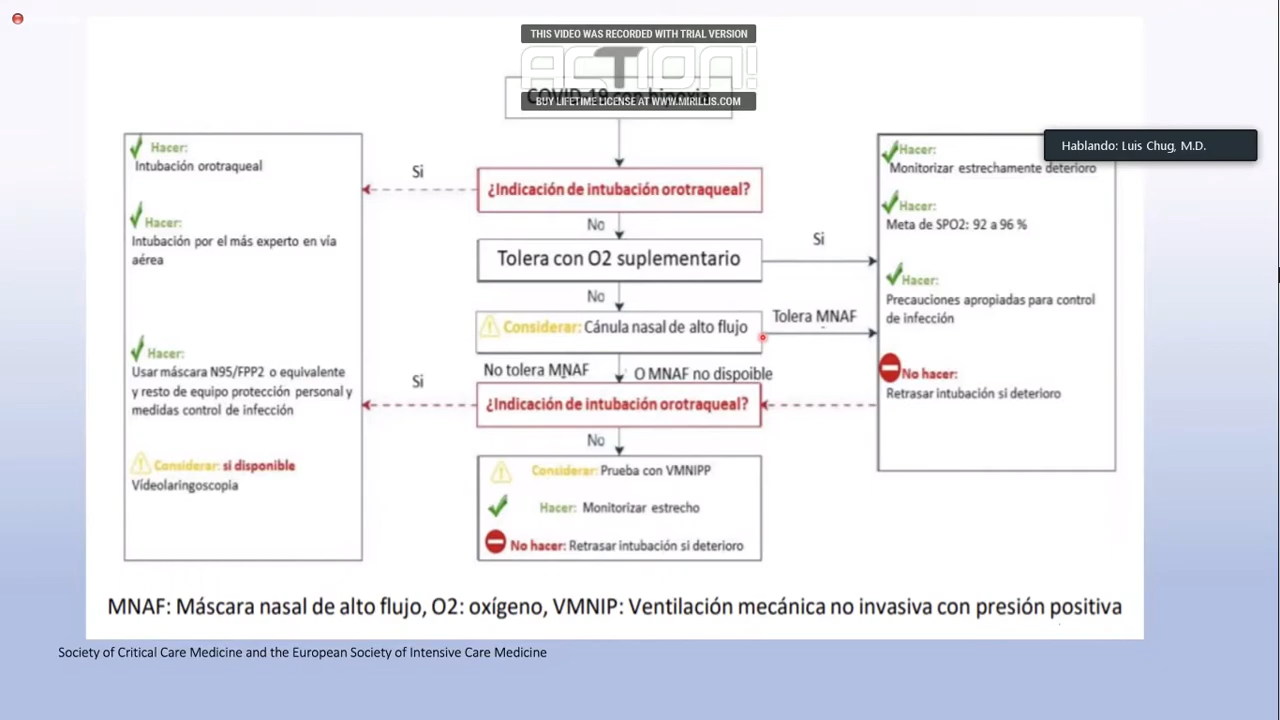 THIS VIDEO WAS RECORDED WITH TRIAL VERSION
ACTION!
BUY LIFETIME LICENSE AT WWW.MIRILLIS.COM
Hablando: Luis Chug, M.D.
Hacer:
Intubación orotraqueal
Hacer:
Intubación por el más experto en vía
aérea
Hacer:
Usar máscara N95/FPP2 o equivalente
y resto de equipo protección personal y
medidas control de infección
Considerar: si disponible
Vídeolaringoscopia
Si
Si
COVID-19 con hipoxia
¿Indicación de intubación orotraqueal?
No
Tolera con O2 suplementario
No
Considerar: Cánula nasal de alto flujo
No tolera MNAF
O MNAF no dispoible
¿Indicación de intubación orotraqueal?
No
Considerar: Prueba con VMNIPP
Hacer: Monitorizar estrecho
No hacer: Retrasar intubación si deterioro
Si
Tolera MNAF
Hacer:
Monitorizar estrechamente deterioro
Hacer:
Meta de SPO2: 92 a 96 %
Hacer:
Precauciones apropiadas para control
de infección
No hacer:
Retrasar intubación si deterioro
MNAF: Máscara nasal de alto flujo, O2: oxígeno, VMNIP: Ventilación mecánica no invasiva con presión positiva
Society of Critical Care Medicine and the European Society of Intensive Care Medicine